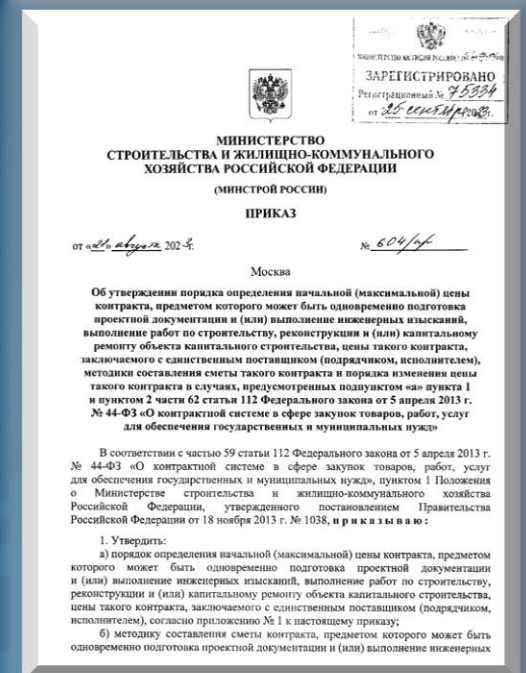 ЗАРЕГИСТРИРОВАНО
Регистрационный № 75334
от "25" сентября 2023г.
МИНИСТЕРСТВО
СТРОИТЕЛЬСТВА И ЖИЛИЩНО-КОММУНАЛЬНОГО
ХОЗЯЙСТВА РОССИЙСКОЙ ФЕДЕРАЦИИ
(МИНСТРОЙ РОССИИ)
ПРИКАЗ
от «21» августа 2023г.
№ 604/пр
Москва
Об утверждении порядка определения начальной (максимальной) цены
контракта, предметом которого может быть одновременно подготовка
проектной документации и (или) выполнение инженерных изысканий,
выполнение работ по строительству, реконструкции и (или) капитальному
ремонту объекта капитального строительства, цены такого контракта,
заключаемого с единственным поставщиком (подрядчиком, исполнителем),
методики составления сметы такого контракта и порядка изменения цены
такого контракта в случаях, предусмотренных подпунктом «а» пункта 1
и пунктом 2 части 62 статьи 112 Федерального закона от 5 апреля 2013 г.
№ 44-ФЗ «О контрактной системе в сфере закупок товаров, работ, услуг
для обеспечения государственных и муниципальных нужд»
В соответствии с частью 59 статьи 112 Федерального закона от 5 апреля 2013 г.
№ 44-ФЗ «О контрактной системе в сфере закупок товаров, работ, услуг
для обеспечения государственных и муниципальных нужд», пунктом 1 Положения
о Министерстве строительства и жилищно-коммунального хозяйства
Российской Федерации, утвержденного постановлением Правительства
Российской Федерации от 18 ноября 2013 г. № 1038, приказываю:
1. Утвердить:
а) порядок определения начальной (максимальной) цены контракта, предметом
которого может быть одновременно подготовка проектной документации
и (или) выполнение инженерных изысканий, выполнение работ по строительству,
реконструкции и (или) капитальному ремонту объекта капитального строительства,
цены такого контракта, заключаемого с единственным поставщиком (подрядчиком,
исполнителем), согласно приложению № 1 к настоящему приказу;
б) методику составления сметы контракта, предметом которого может быть
одновременно подготовка проектной документации и (или) выполнение инженерных